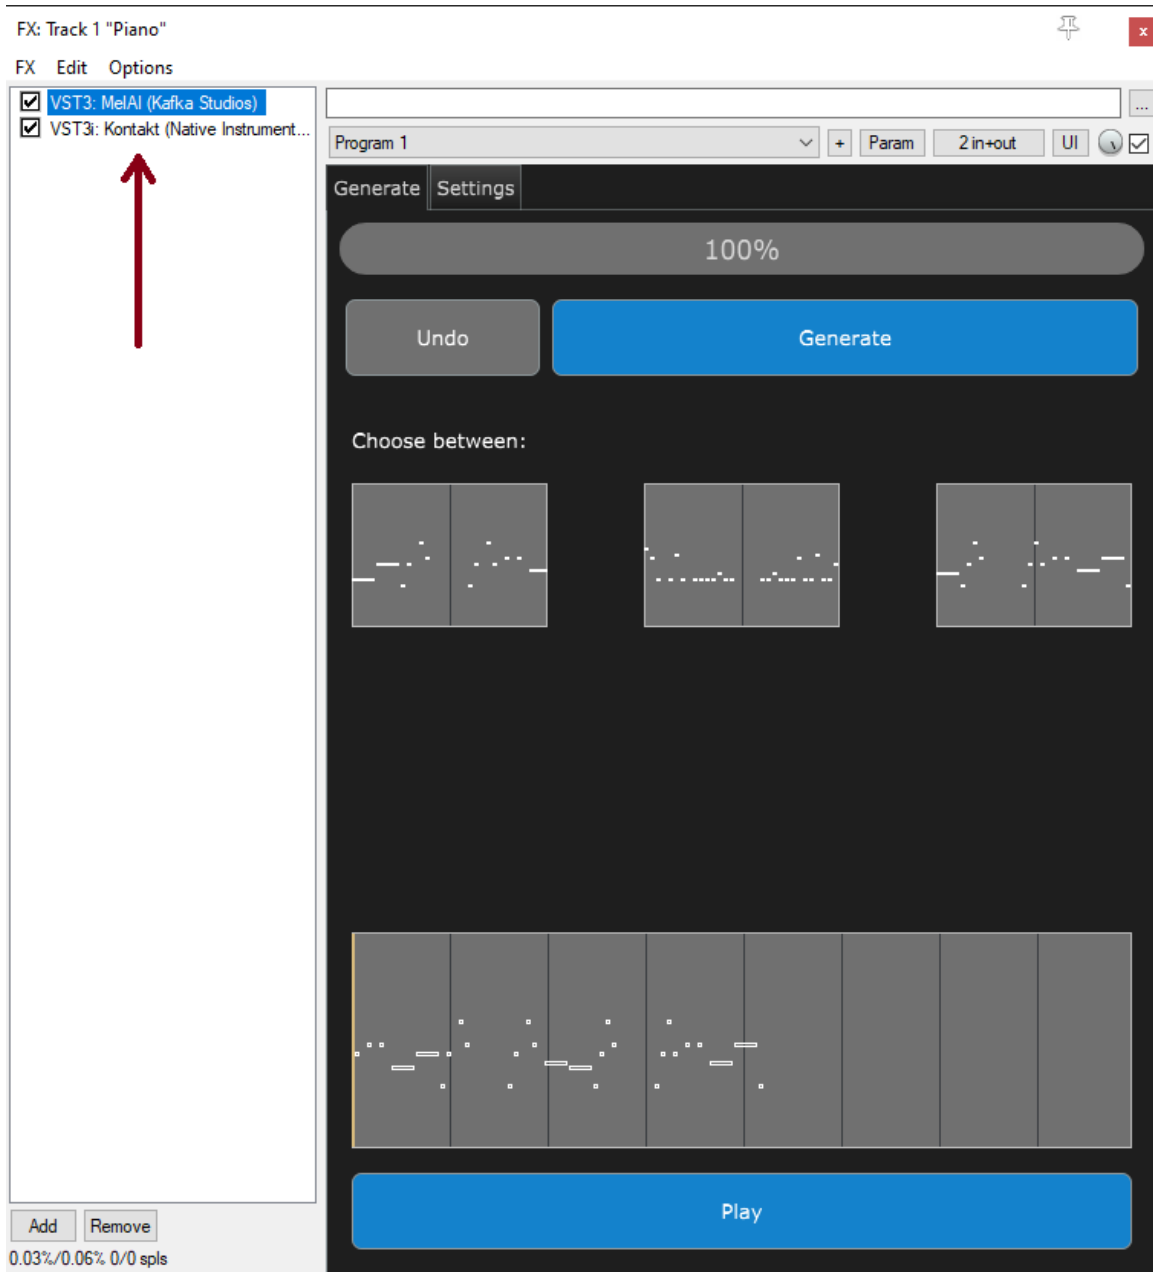 FX: Track 1 "Piano"
x
FX Edit Options
VST3: MelAI (Kafka Studios)
VST3i: Kontakt (Native Instrument...
...
Program 1
+ Param 2 in+out UI
Generate Settings
100%
Undo Generate
Choose between:
Play
Add Remove
0.03%/0.06% 0/0 spls